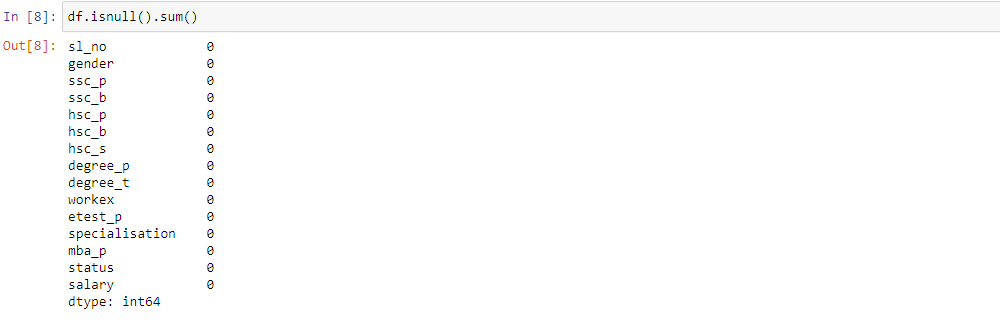 In [8]: df.isnull().sum()
Out[8]: sl_no 0
gender 0
ssc_p 0
ssc_b 0
hsc_p 0
hsc_b 0
hsc_s 0
degree_p 0
degree_t 0
workex 0
etest_p 0
specialisation 0
mba_p 0
status 0
salary 0
dtype: int64